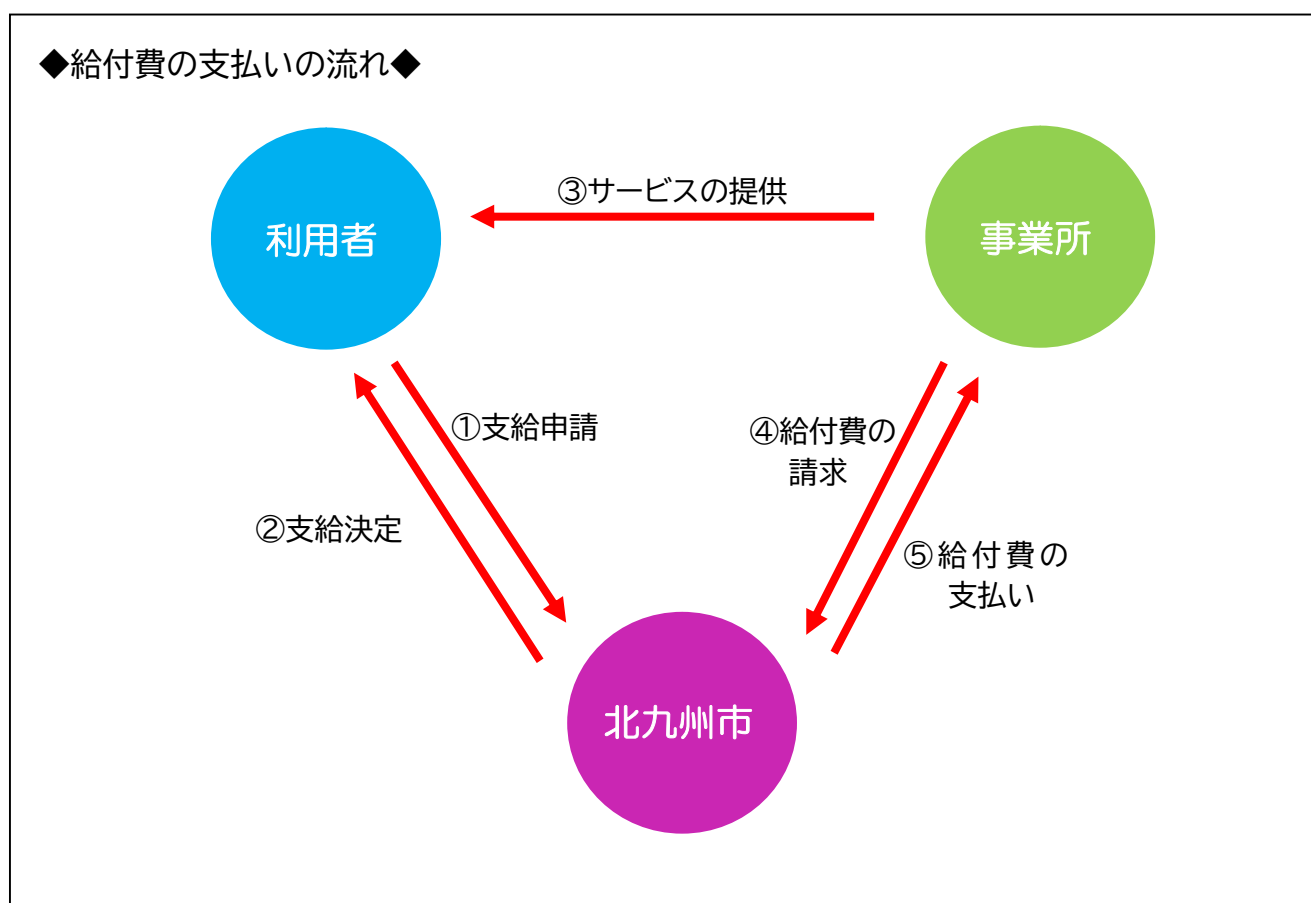 ◆給付費の支払いの流れ◆
③サービスの提供
利用者
事業所
①支給申請
②支給決定
④給付費の
請求
⑤給付費の
支払い
北九州市